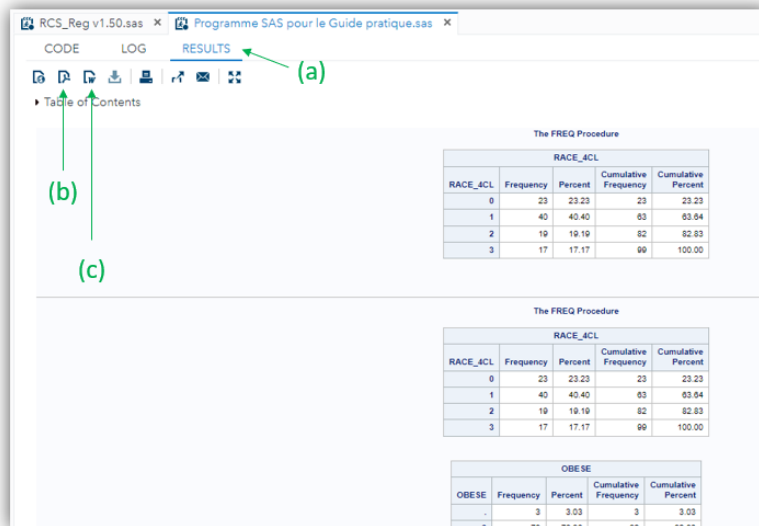 RCS_Reg v1.50.sas × Programme SAS pour le Guide pratique.sas ×
CODE LOG RESULTS
(a)
Table of Contents
(b)
(c)
The FREQ Procedure
RACE_4CL
RACE_4CL Frequency Percent Cumulative Frequency Cumulative Percent
0 23 23.23 23 23.23
1 40 40.40 63 63.64
2 19 19.19 82 82.83
3 17 17.17 99 100.00
The FREQ Procedure
RACE_4CL
RACE_4CL Frequency Percent Cumulative Frequency Cumulative Percent
0 23 23.23 23 23.23
1 40 40.40 63 63.64
2 19 19.19 82 82.83
3 17 17.17 99 100.00
OBESE
OBESE Frequency Percent Cumulative Frequency Cumulative Percent
. 3 3.03 3 3.03